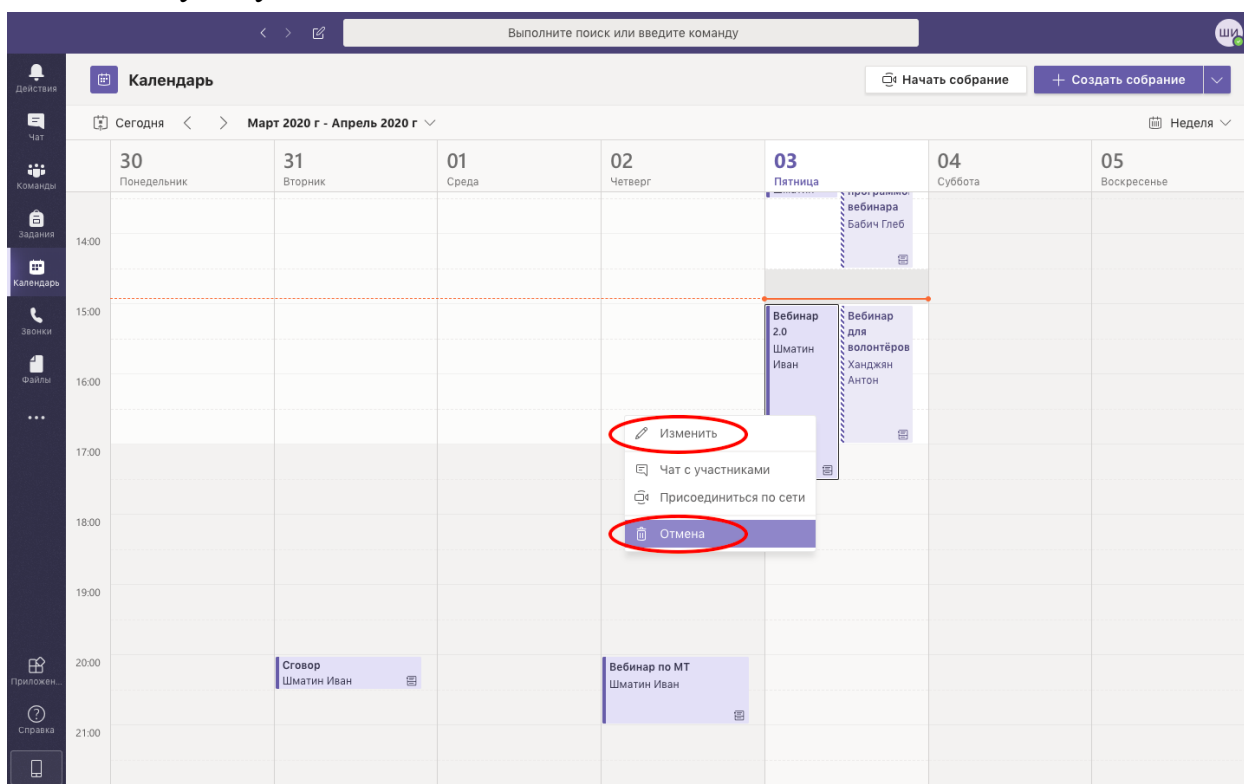 Выполните поиск или введите команду
ШИ
Действия
Чат
Команды
Задания
Календарь
Звонки
Файлы
Приложен...
Справка
Календарь
Начать собрание
+ Создать собрание
Сегодня
Март 2020 г - Апрель 2020 г
Неделя
30
Понедельник
31
Вторник
01
Среда
02
Четверг
03
Пятница
04
Суббота
05
Воскресенье
14:00
15:00
16:00
17:00
18:00
19:00
20:00
21:00
вебинара
Бабич Глеб
Вебинар
2.0
Шматин
Иван
Вебинар
для
волонтёров
Ханджян
Антон
Изменить
Чат с участниками
Присоединиться по сети
Отмена
Сговор
Шматин Иван
Вебинар по МТ
Шматин Иван